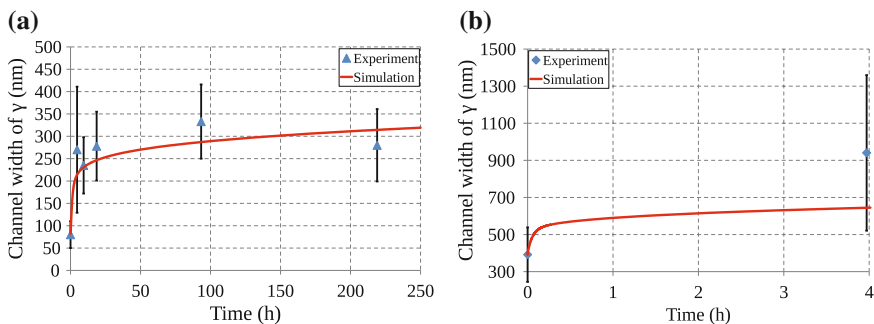 (a)
Channel width of γ (nm)
500
450
400
350
300
250
200
150
100
50
0
0 50 100 150 200 250
Time (h)
Experiment
Simulation
(b)
Channel width of γ (nm)
1500
1300
1100
900
700
500
300
0 1 2 3 4
Time (h)
Experiment
Simulation